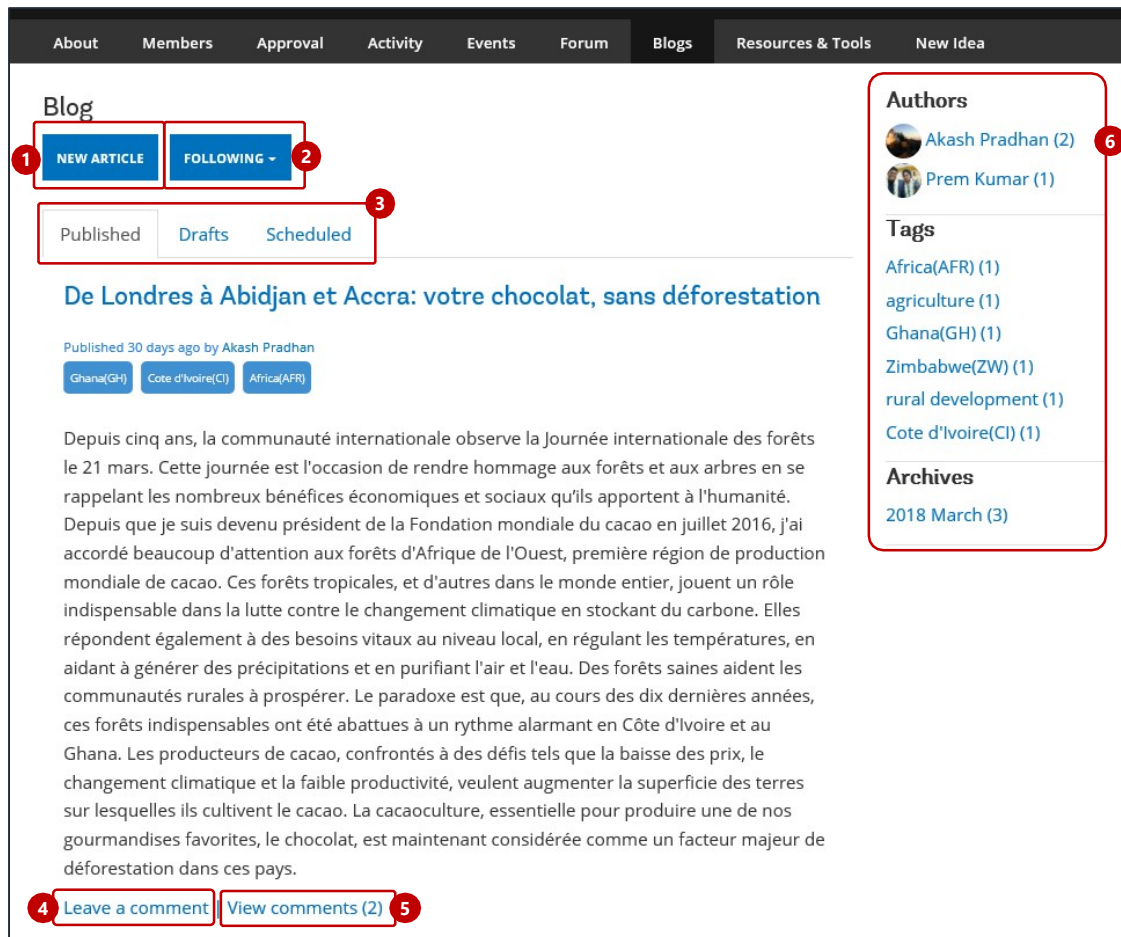 About Members Approval Activity Events Forum Blogs Resources & Tools New Idea
Blog
1 NEW ARTICLE FOLLOWING 2
3
Published Drafts Scheduled
De Londres à Abidjan et Accra: votre chocolat, sans déforestation
Published 30 days ago by Akash Pradhan
Ghana(GH) Cote d'Ivoire(CI) Africa(AFR)
Depuis cinq ans, la communauté internationale observe la Journée internationale des forêts
le 21 mars. Cette journée est l'occasion de rendre hommage aux forêts et aux arbres en se
rappelant les nombreux bénéfices économiques et sociaux qu’ils apportent à l'humanité.
Depuis que je suis devenu président de la Fondation mondiale du cacao en juillet 2016, j'ai
accordé beaucoup d'attention aux forêts d'Afrique de l'Ouest, première région de production
mondiale de cacao. Ces forêts tropicales, et d'autres dans le monde entier, jouent un rôle
indispensable dans la lutte contre le changement climatique en stockant du carbone. Elles
répondent également à des besoins vitaux au niveau local, en régulant les températures, en
aidant à générer des précipitations et en purifiant l'air et l'eau. Des forêts saines aident les
communautés rurales à prospérer. Le paradoxe est que, au cours des dix dernières années,
ces forêts indispensables ont été abattues à un rythme alarmant en Côte d'Ivoire et au
Ghana. Les producteurs de cacao, confrontés à des défis tels que la baisse des prix, le
changement climatique et la faible productivité, veulent augmenter la superficie des terres
sur lesquelles ils cultivent le cacao. La cacaoculture, essentielle pour produire une de nos
gourmandises favorites, le chocolat, est maintenant considérée comme un facteur majeur de
déforestation dans ces pays.
4 Leave a comment | View comments (2) 5
Authors
Akash Pradhan (2) 6
Prem Kumar (1)
Tags
Africa(AFR) (1)
agriculture (1)
Ghana(GH) (1)
Zimbabwe(ZW) (1)
rural development (1)
Cote d'Ivoire(CI) (1)
Archives
2018 March (3)